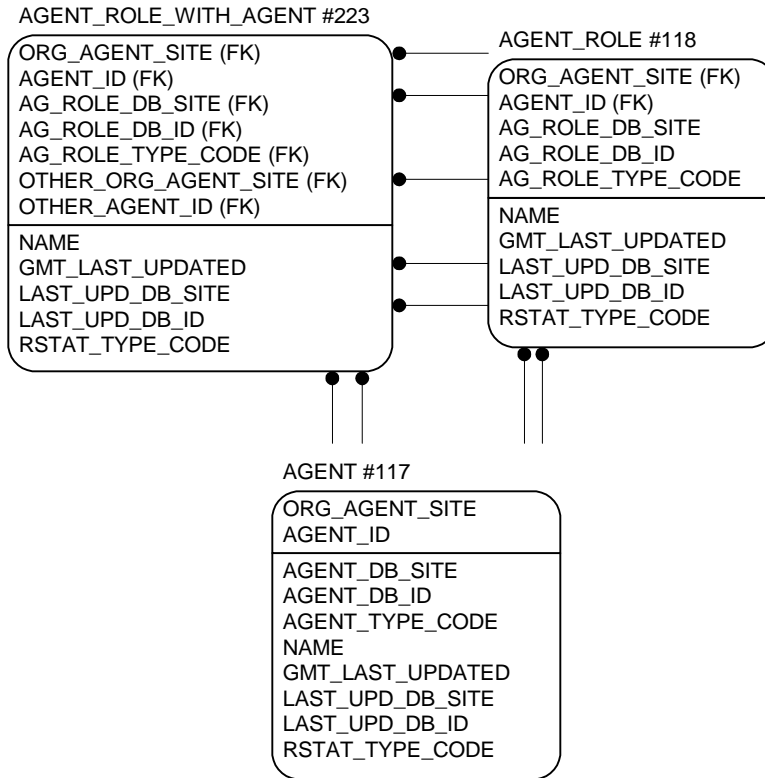 AGENT_ROLE_WITH_AGENT #223
ORG_AGENT_SITE (FK)
AGENT_ID (FK)
AG_ROLE_DB_SITE (FK)
AG_ROLE_DB_ID (FK)
AG_ROLE_TYPE_CODE (FK)
OTHER_ORG_AGENT_SITE (FK)
OTHER_AGENT_ID (FK)
NAME
GMT_LAST_UPDATED
LAST_UPD_DB_SITE
LAST_UPD_DB_ID
RSTAT_TYPE_CODE
AGENT_ROLE #118
ORG_AGENT_SITE (FK)
AGENT_ID (FK)
AG_ROLE_DB_SITE
AG_ROLE_DB_ID
AG_ROLE_TYPE_CODE
NAME
GMT_LAST_UPDATED
LAST_UPD_DB_SITE
LAST_UPD_DB_ID
RSTAT_TYPE_CODE
AGENT #117
ORG_AGENT_SITE
AGENT_ID
AGENT_DB_SITE
AGENT_DB_ID
AGENT_TYPE_CODE
NAME
GMT_LAST_UPDATED
LAST_UPD_DB_SITE
LAST_UPD_DB_ID
RSTAT_TYPE_CODE